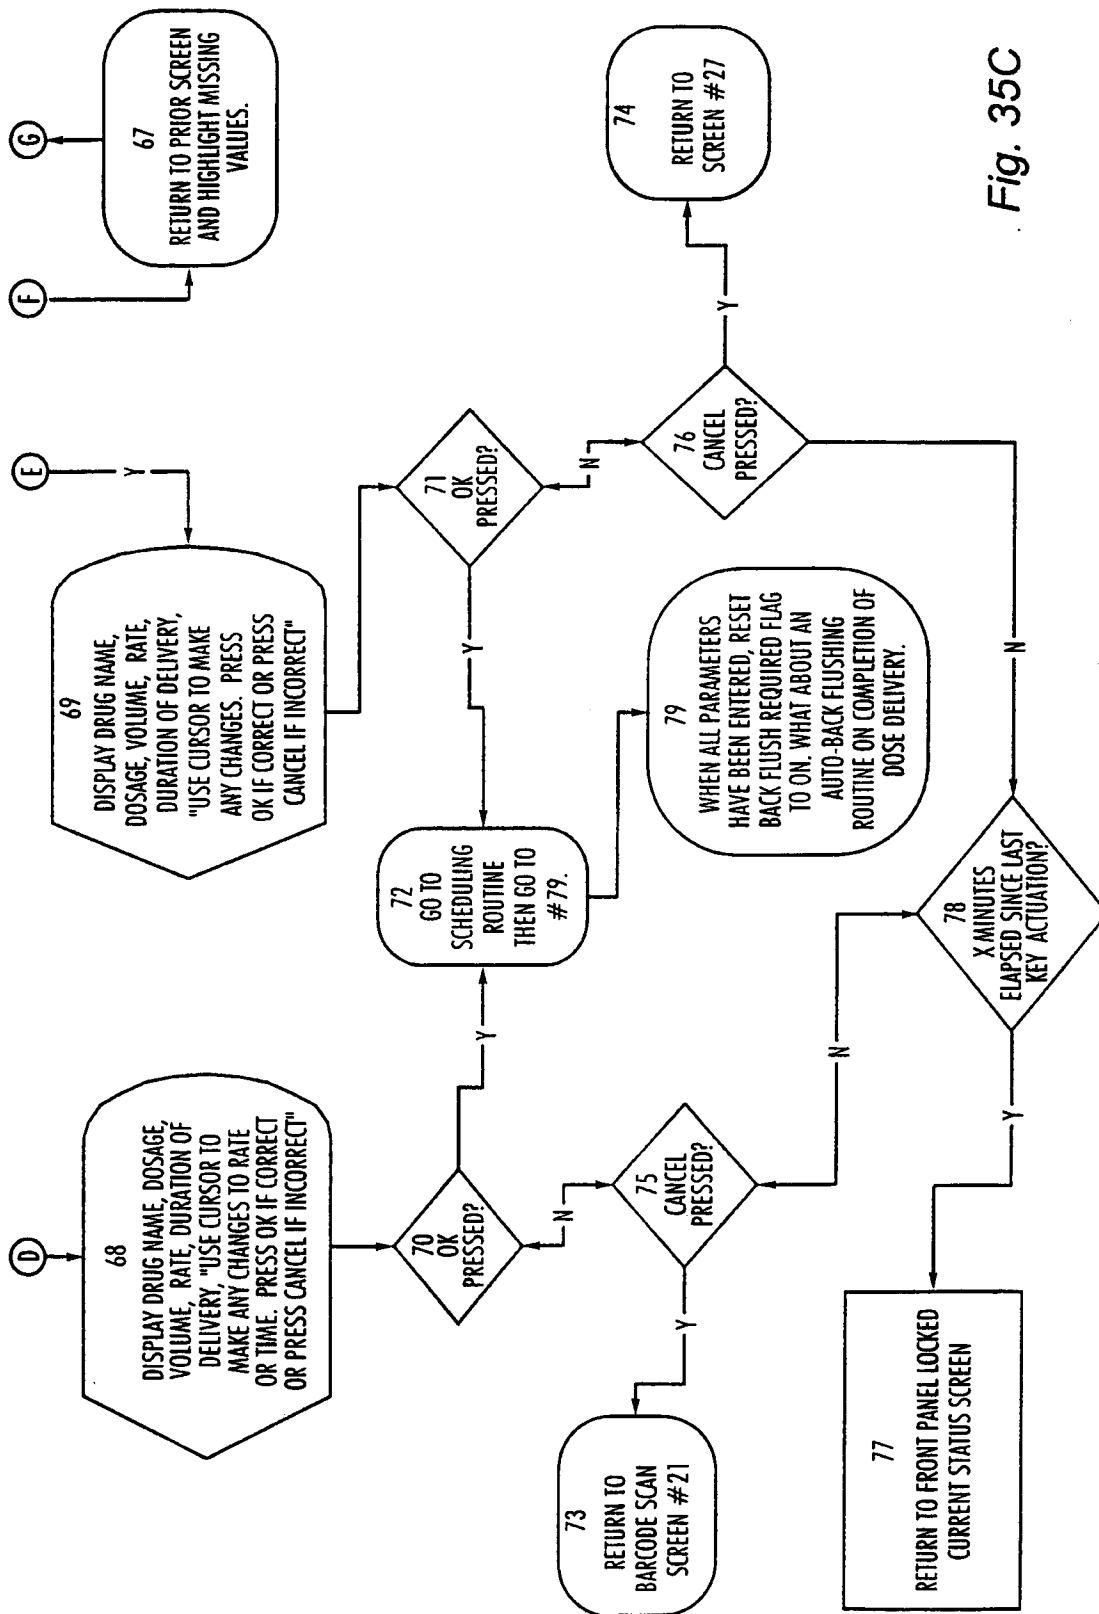 D
E
F
G
68
DISPLAY DRUG NAME, DOSAGE,
VOLUME, RATE, DURATION OF
DELIVERY, "USE CURSOR TO
MAKE ANY CHANGES TO RATE
OR TIME. PRESS OK IF CORRECT
OR PRESS CANCEL IF INCORRECT"
69
DISPLAY DRUG NAME,
DOSAGE, VOLUME, RATE,
DURATION OF DELIVERY,
"USE CURSOR TO MAKE
ANY CHANGES. PRESS
OK IF CORRECT OR PRESS
CANCEL IF INCORRECT"
Y
67
RETURN TO PRIOR SCREEN
AND HIGHLIGHT MISSING
VALUES.
70
OK
PRESSED?
Y
72
GO TO
SCHEDULING
ROUTINE
THEN GO TO
#79.
Y
71
OK
PRESSED?
N
N
73
RETURN TO
BARCODE SCAN
SCREEN #21
Y
75
CANCEL
PRESSED?
N
79
WHEN ALL PARAMETERS
HAVE BEEN ENTERED, RESET
BACK FLUSH REQUIRED FLAG
TO ON. WHAT ABOUT AN
AUTO-BACK FLUSHING
ROUTINE ON COMPLETION OF
DOSE DELIVERY.
76
CANCEL
PRESSED?
Y
74
RETURN TO
SCREEN #27
N
77
RETURN TO FRONT PANEL LOCKED
CURRENT STATUS SCREEN
Y
78
X MINUTES
ELAPSED SINCE LAST
KEY ACTUATION?
Fig. 35C